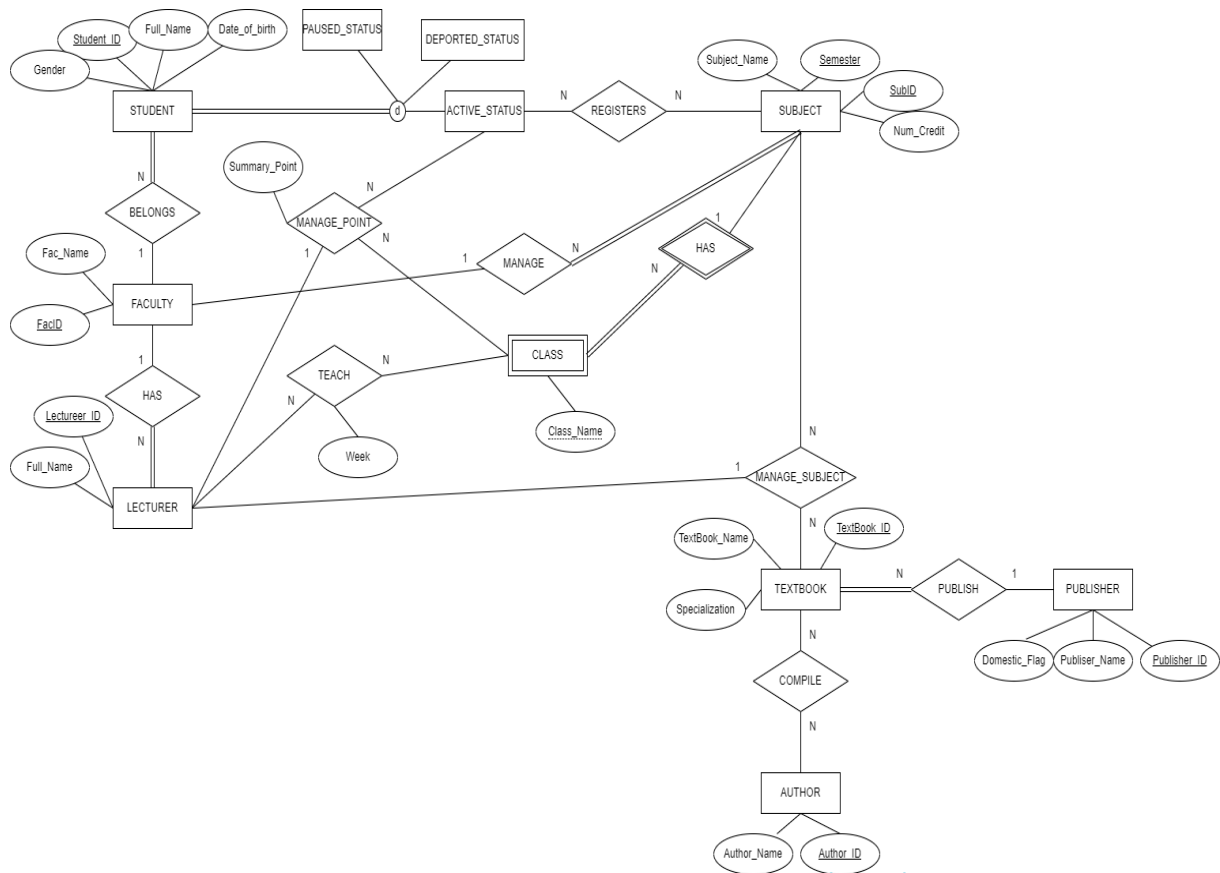 Full_Name
Student_ID
Date_of_birth
Gender
PAUSED_STATUS
DEPORTED_STATUS
Subject_Name
Semester
SubID
Num_Credit
STUDENT
d
ACTIVE_STATUS
N
REGISTERS
N
SUBJECT
Summary_Point
N
N
BELONGS
MANAGE_POINT
N
1
1
1
Fac_Name
FacID
FACULTY
1
MANAGE
N
HAS
N
1
HAS
N
TEACH
N
N
CLASS
Class_Name
Week
Lectureer_ID
Full_Name
LECTURER
N
1
MANAGE_SUBJECT
N
TextBook_Name
TextBook_ID
Specialization
TEXTBOOK
N
PUBLISH
1
PUBLISHER
Domestic_Flag
Publiser_Name
Publisher_ID
N
COMPILE
N
AUTHOR
Author_Name
Author_ID